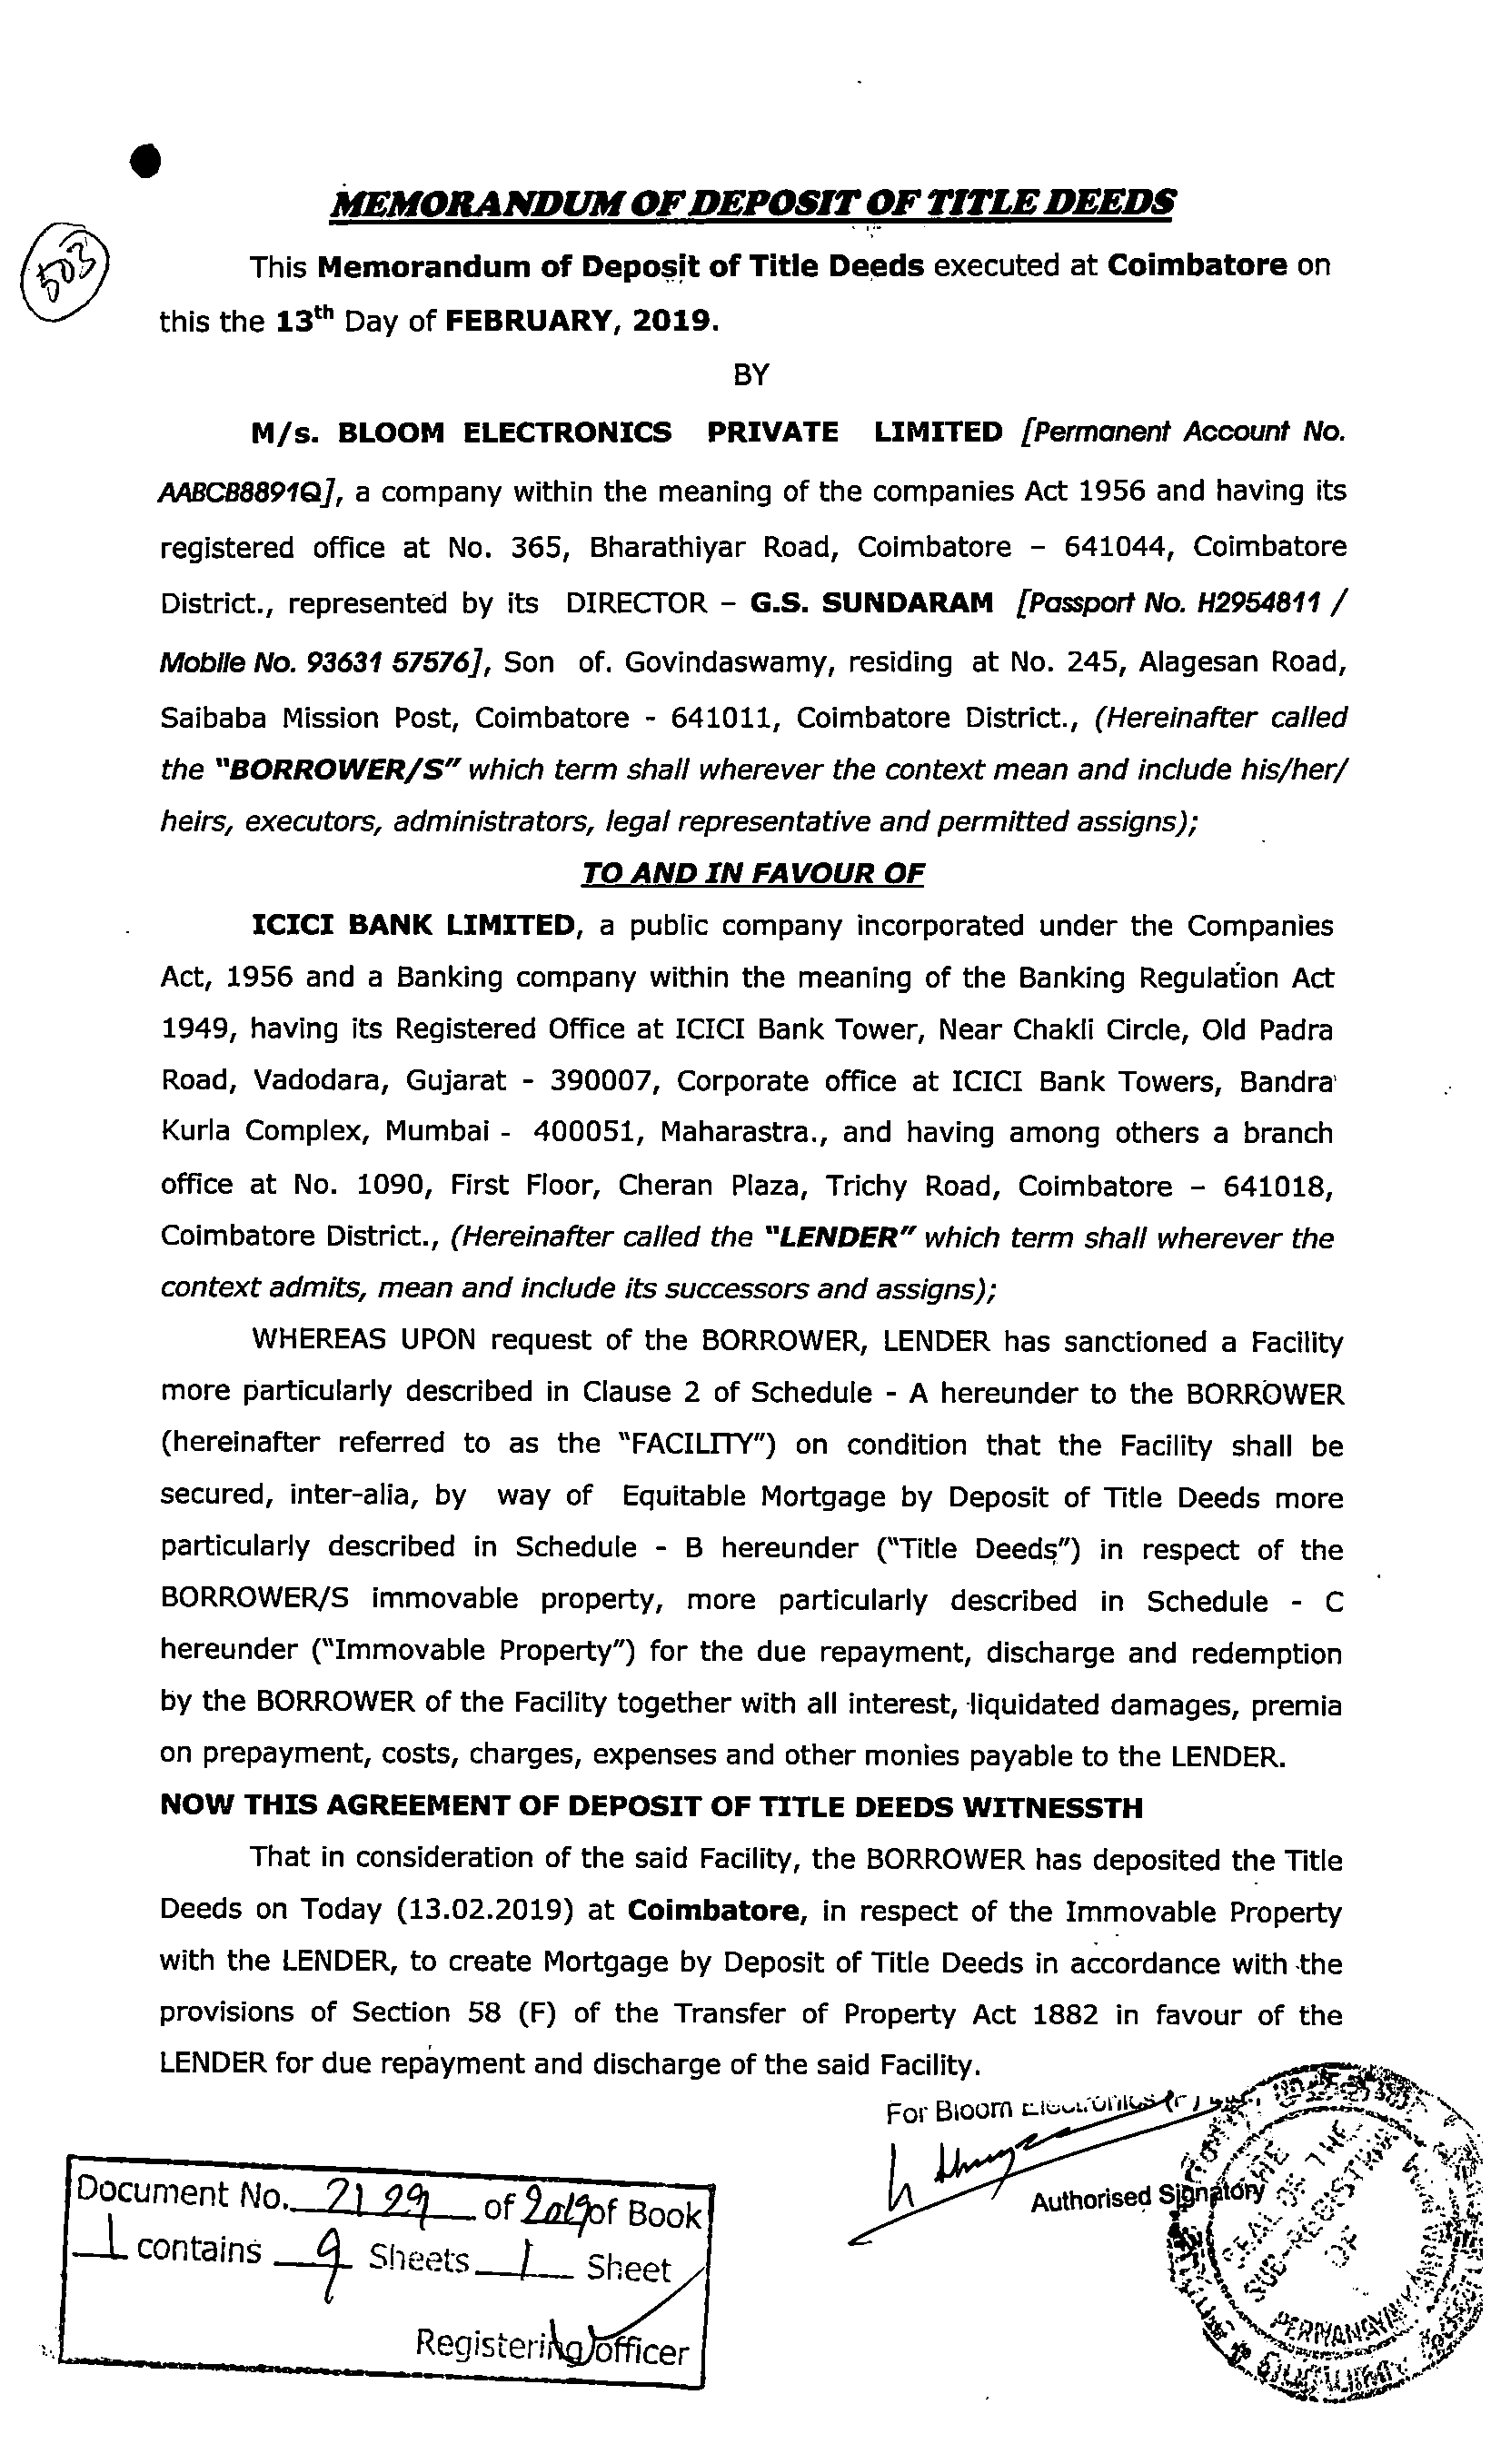 MEMORANDUM OF DEPOSIT OF TITLE DEEDS
503
This Memorandum of Deposit of Title Deeds executed at Coimbatore on
this the 13th Day of FEBRUARY, 2019.
BY
M/s. BLOOM ELECTRONICS PRIVATE LIMITED [Permanent Account No.
AABCB8891Q], a company within the meaning of the companies Act 1956 and having its
registered office at No. 365, Bharathiyar Road, Coimbatore – 641044, Coimbatore
District., represented by its DIRECTOR – G.S. SUNDARAM [Passport No. H2954811 /
Mobile No. 93631 57576], Son of. Govindaswamy, residing at No. 245, Alagesan Road,
Saibaba Mission Post, Coimbatore - 641011, Coimbatore District., (Hereinafter called
the "BORROWER/S" which term shall wherever the context mean and include his/her/
heirs, executors, administrators, legal representative and permitted assigns);
TO AND IN FAVOUR OF
ICICI BANK LIMITED, a public company incorporated under the Companies
Act, 1956 and a Banking company within the meaning of the Banking Regulation Act
1949, having its Registered Office at ICICI Bank Tower, Near Chakli Circle, Old Padra
Road, Vadodara, Gujarat - 390007, Corporate office at ICICI Bank Towers, Bandra
Kurla Complex, Mumbai - 400051, Maharastra., and having among others a branch
office at No. 1090, First Floor, Cheran Plaza, Trichy Road, Coimbatore – 641018,
Coimbatore District., (Hereinafter called the "LENDER" which term shall wherever the
context admits, mean and include its successors and assigns);
WHEREAS UPON request of the BORROWER, LENDER has sanctioned a Facility
more particularly described in Clause 2 of Schedule - A hereunder to the BORROWER
(hereinafter referred to as the "FACILITY") on condition that the Facility shall be
secured, inter-alia, by way of Equitable Mortgage by Deposit of Title Deeds more
particularly described in Schedule - B hereunder ("Title Deeds") in respect of the
BORROWER/S immovable property, more particularly described in Schedule - C
hereunder ("Immovable Property") for the due repayment, discharge and redemption
by the BORROWER of the Facility together with all interest, liquidated damages, premia
on prepayment, costs, charges, expenses and other monies payable to the LENDER.
NOW THIS AGREEMENT OF DEPOSIT OF TITLE DEEDS WITNESSTH
That in consideration of the said Facility, the BORROWER has deposited the Title
Deeds on Today (13.02.2019) at Coimbatore, in respect of the Immovable Property
with the LENDER, to create Mortgage by Deposit of Title Deeds in accordance with the
provisions of Section 58 (F) of the Transfer of Property Act 1882 in favour of the
LENDER for due repayment and discharge of the said Facility.
For Bloom Electronics (P)
Authorised Signatory
Document No. 2199 of 2019 of Book
1 contains 9 Sheets 1 Sheet
Registering officer
SEAL OF THE
SUB-REGISTRAR
OF